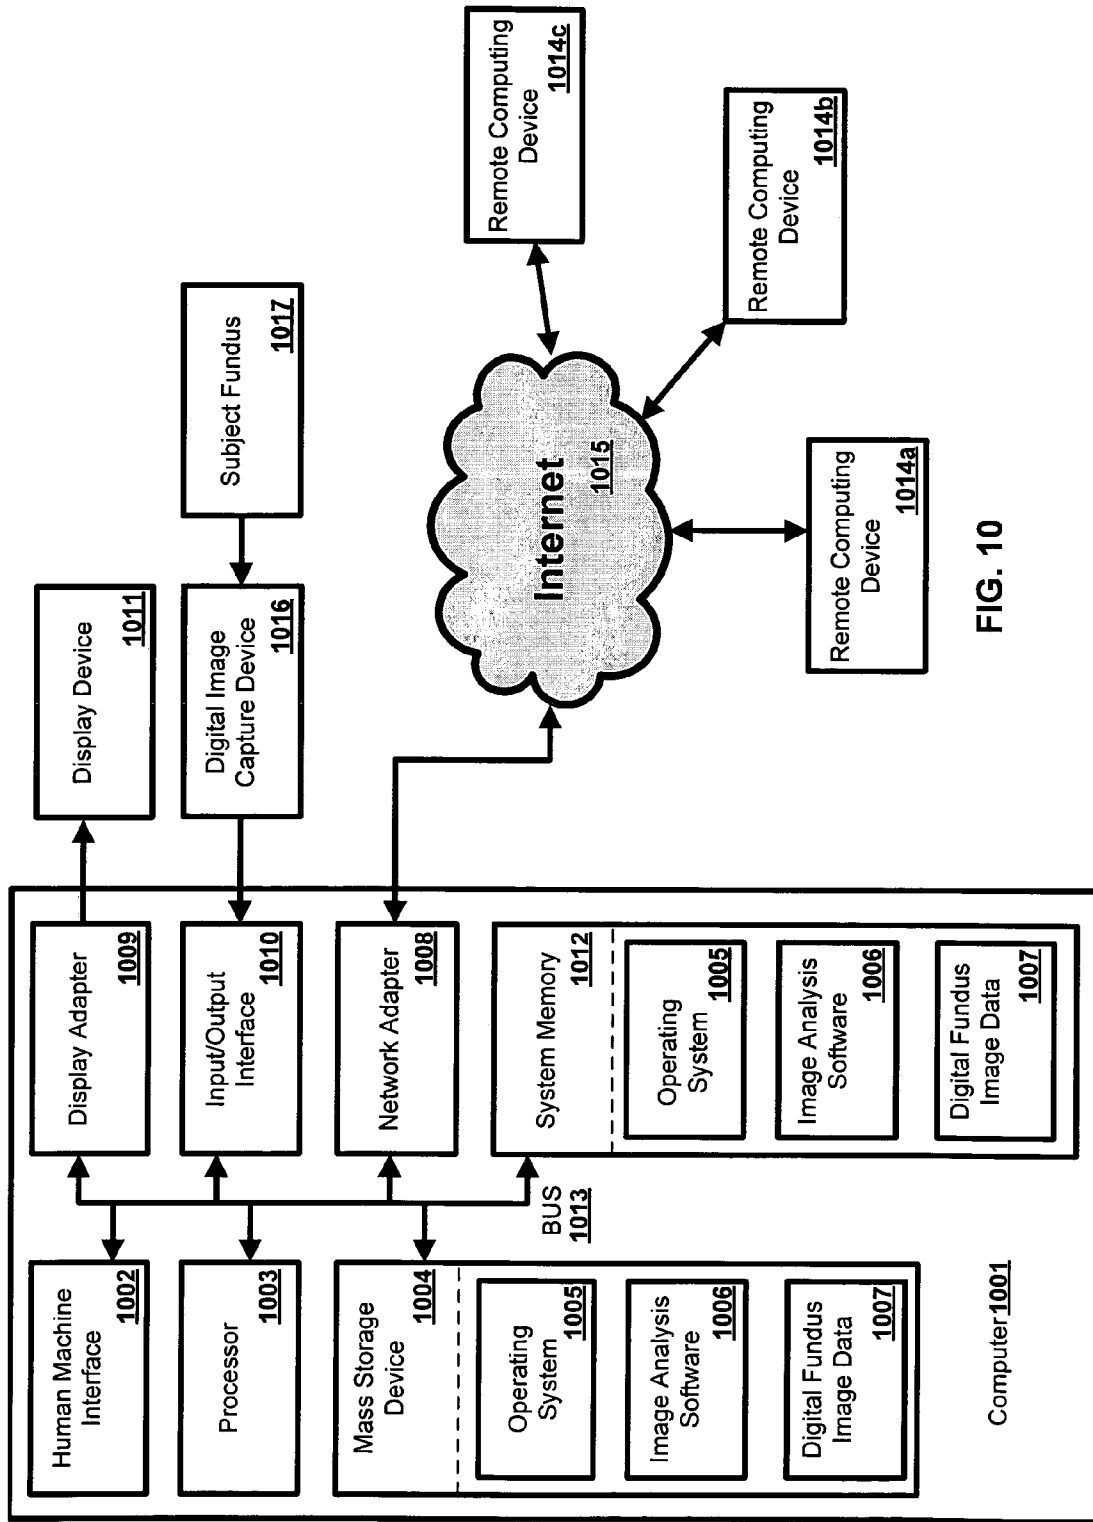 Human Machine
Interface
1002
Processor
1003
Mass Storage
Device
1004
Operating
System
1005
Image Analysis
Software
1006
Digital Fundus
Image Data
1007
Computer 1001
BUS
1013
Display Adapter
1009
Input/Output
Interface
1010
Network Adapter
1008
System Memory
1012
Operating
System
1005
Image Analysis
Software
1006
Digital Fundus
Image Data
1007
Display Device
1011
Digital Image
Capture Device
1016
Subject Fundus
1017
Internet
1015
Remote Computing
Device
1014a
Remote Computing
Device
1014b
Remote Computing
Device
1014c
FIG. 10